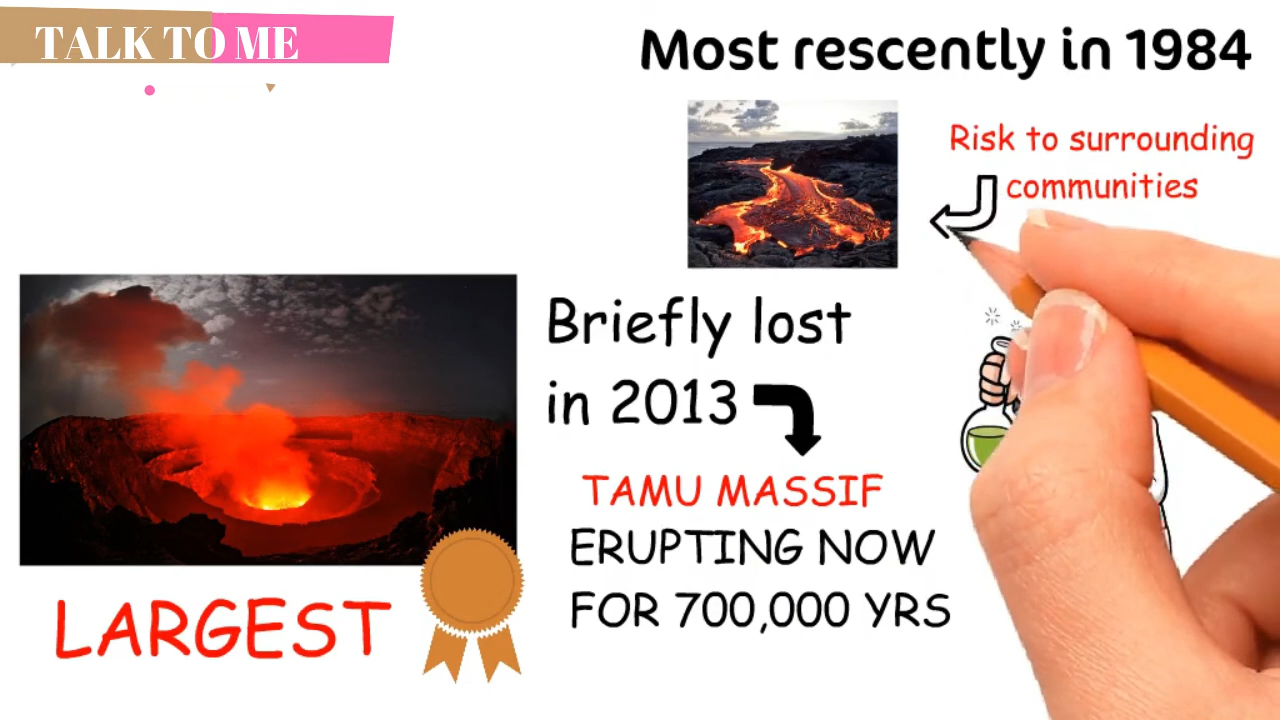 TALK TO ME
Most rescently in 1984
Risk to surrounding
communities
Briefly lost
in 2013
TAMU MASSIF
ERUPTING NOW
FOR 700,000 YRS
LARGEST